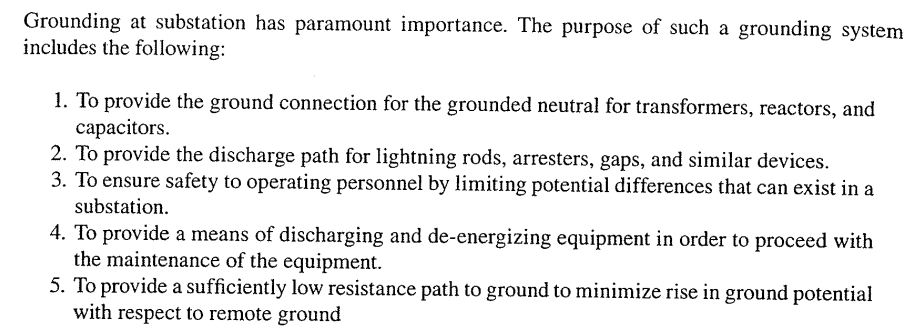 Grounding at substation has paramount importance. The purpose of such a grounding system
includes the following:
1. To provide the ground connection for the grounded neutral for transformers, reactors, and
capacitors.
2. To provide the discharge path for lightning rods, arresters, gaps, and similar devices.
3. To ensure safety to operating personnel by limiting potential differences that can exist in a
substation.
4. To provide a means of discharging and de-energizing equipment in order to proceed with
the maintenance of the equipment.
5. To provide a sufficiently low resistance path to ground to minimize rise in ground potential
with respect to remote ground